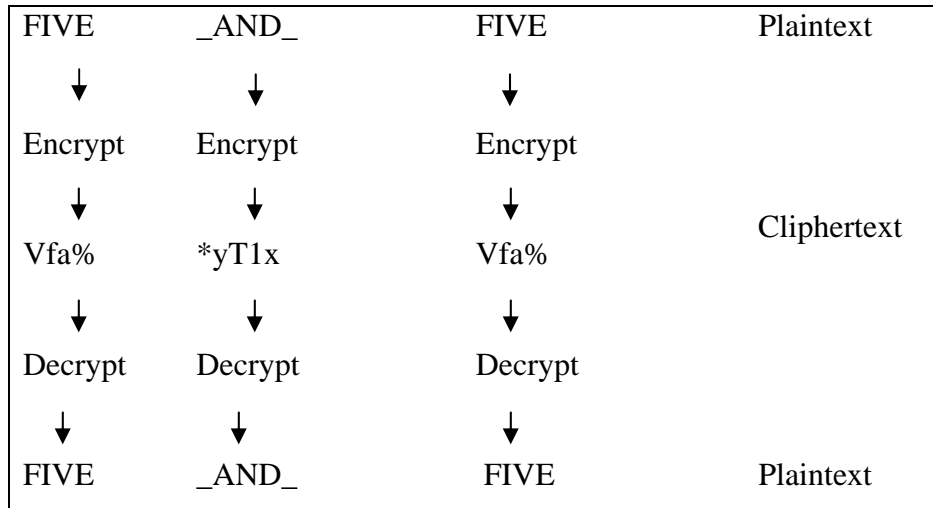 FIVE _AND_ FIVE Plaintext
Encrypt Encrypt Encrypt
Cliphertext
Vfa% *yT1x Vfa%
Decrypt Decrypt Decrypt
FIVE _AND_ FIVE Plaintext